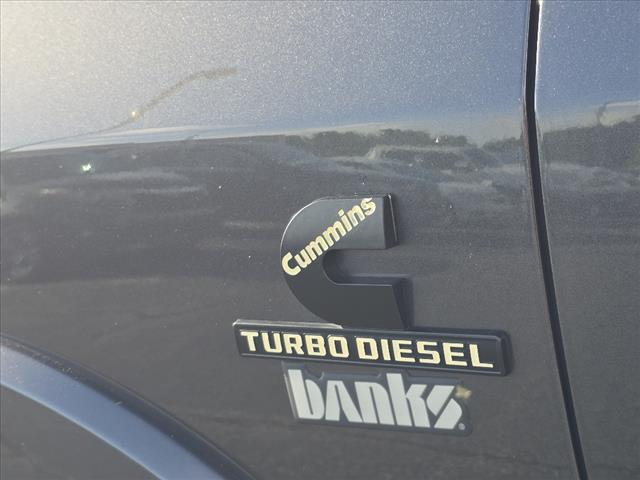 Cummins
TURBO DIESEL
banks